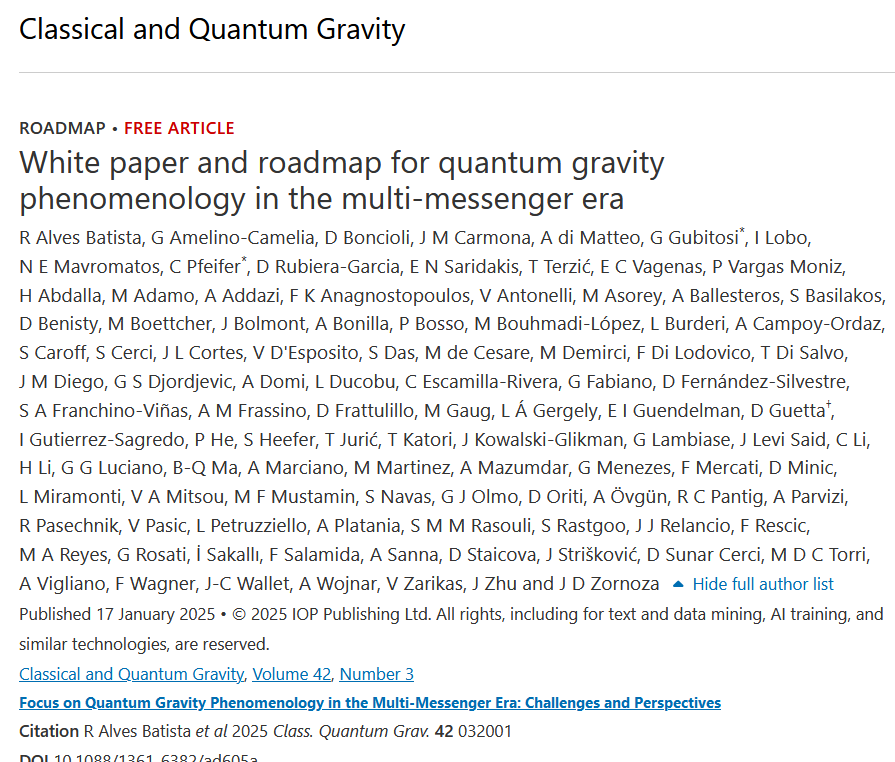 Classical and Quantum Gravity
ROADMAP • FREE ARTICLE
White paper and roadmap for quantum gravity
phenomenology in the multi-messenger era
R Alves Batista, G Amelino-Camelia, D Boncioli, J M Carmona, A di Matteo, G Gubitosi*, I Lobo,
N E Mavromatos, C Pfeifer*, D Rubiera-Garcia, E N Saridakis, T Terzić, E C Vagenas, P Vargas Moniz,
H Abdalla, M Adamo, A Addazi, F K Anagnostopoulos, V Antonelli, M Asorey, A Ballesteros, S Basilakos,
D Benisty, M Boettcher, J Bolmont, A Bonilla, P Bosso, M Bouhmadi-López, L Burderi, A Campoy-Ordaz,
S Caroff, S Cerci, J L Cortes, V D'Esposito, S Das, M de Cesare, M Demirci, F Di Lodovico, T Di Salvo,
J M Diego, G S Djordjevic, A Domi, L Ducobu, C Escamilla-Rivera, G Fabiano, D Fernández-Silvestre,
S A Franchino-Viñas, A M Frassino, D Frattulillo, M Gaug, L Á Gergely, E I Guendelman, D Guetta†,
I Gutierrez-Sagredo, P He, S Heefer, T Jurić, T Katori, J Kowalski-Glikman, G Lambiase, J Levi Said, C Li,
H Li, G G Luciano, B-Q Ma, A Marciano, M Martinez, A Mazumdar, G Menezes, F Mercati, D Minic,
L Miramonti, V A Mitsou, M F Mustamin, S Navas, G J Olmo, D Oriti, A Övgün, R C Pantig, A Parvizi,
R Pasechnik, V Pasic, L Petruzziello, A Platania, S M M Rasouli, S Rastgoo, J J Relancio, F Rescic,
M A Reyes, G Rosati, İ Sakallı, F Salamida, A Sanna, D Staicova, J Strišković, D Sunar Cerci, M D C Torri,
A Vigliano, F Wagner, J-C Wallet, A Wojnar, V Zarikas, J Zhu and J D Zornoza Hide full author list
Published 17 January 2025 • © 2025 IOP Publishing Ltd. All rights, including for text and data mining, AI training, and
similar technologies, are reserved.
Classical and Quantum Gravity, Volume 42, Number 3
Focus on Quantum Gravity Phenomenology in the Multi-Messenger Era: Challenges and Perspectives
Citation R Alves Batista et al 2025 Class. Quantum Grav. 42 032001
DOI 10.1088/1361-6382/ad605a